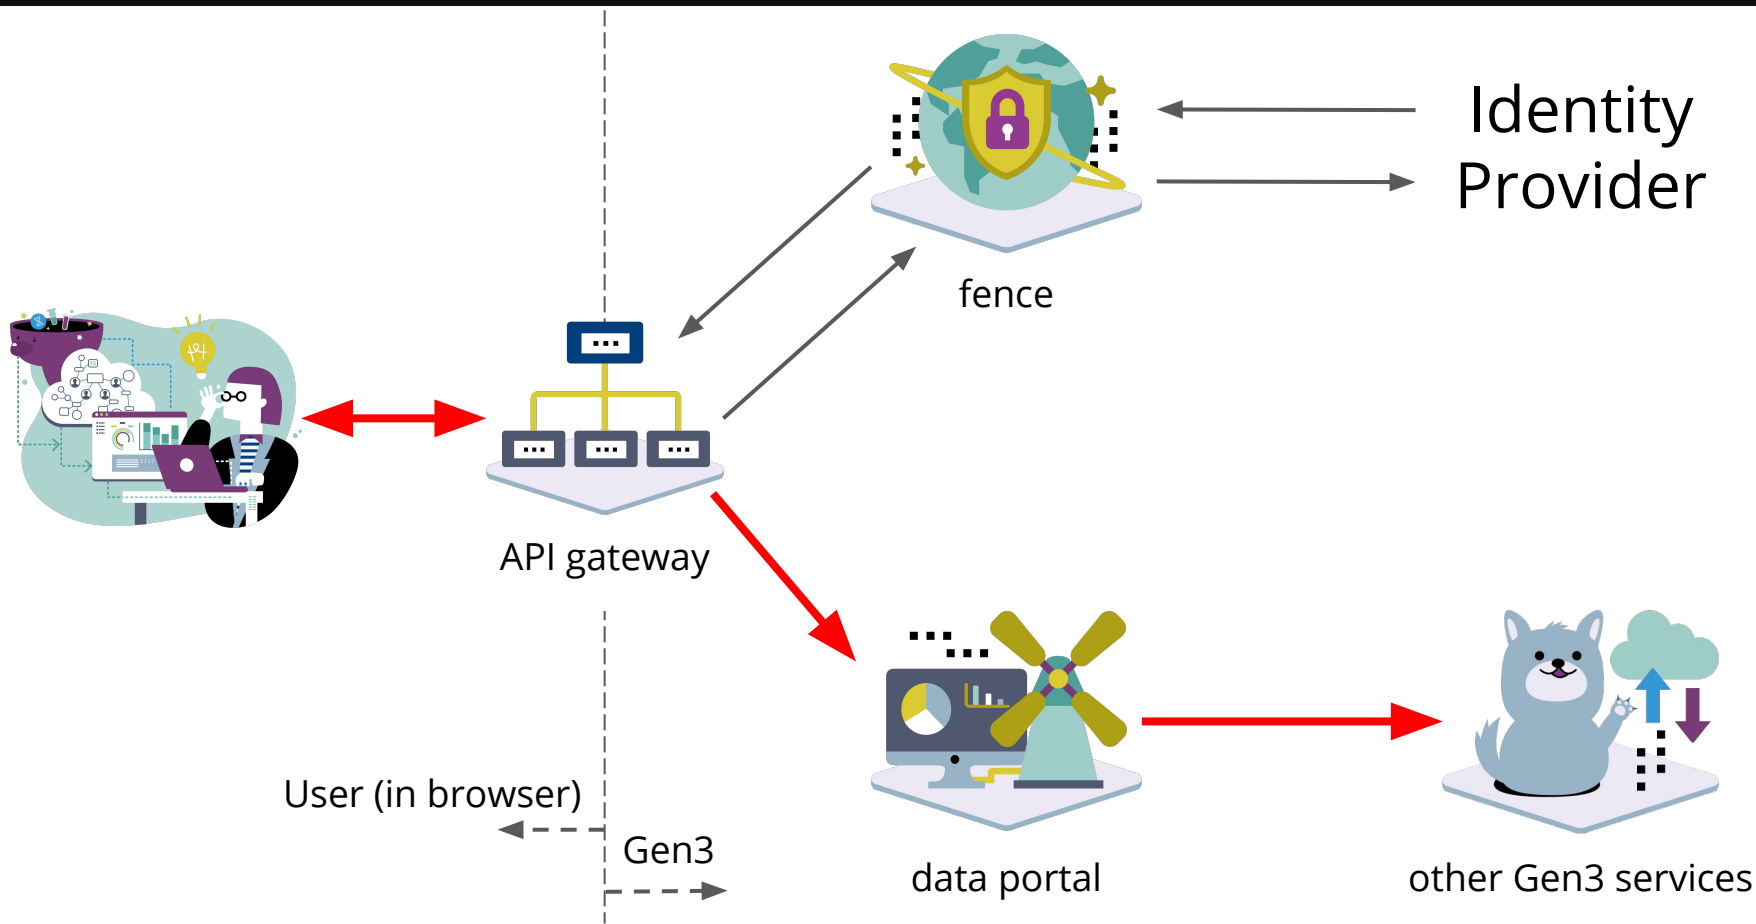 Identity
Provider
fence
API gateway
User (in browser)
Gen3
data portal
other Gen3 services